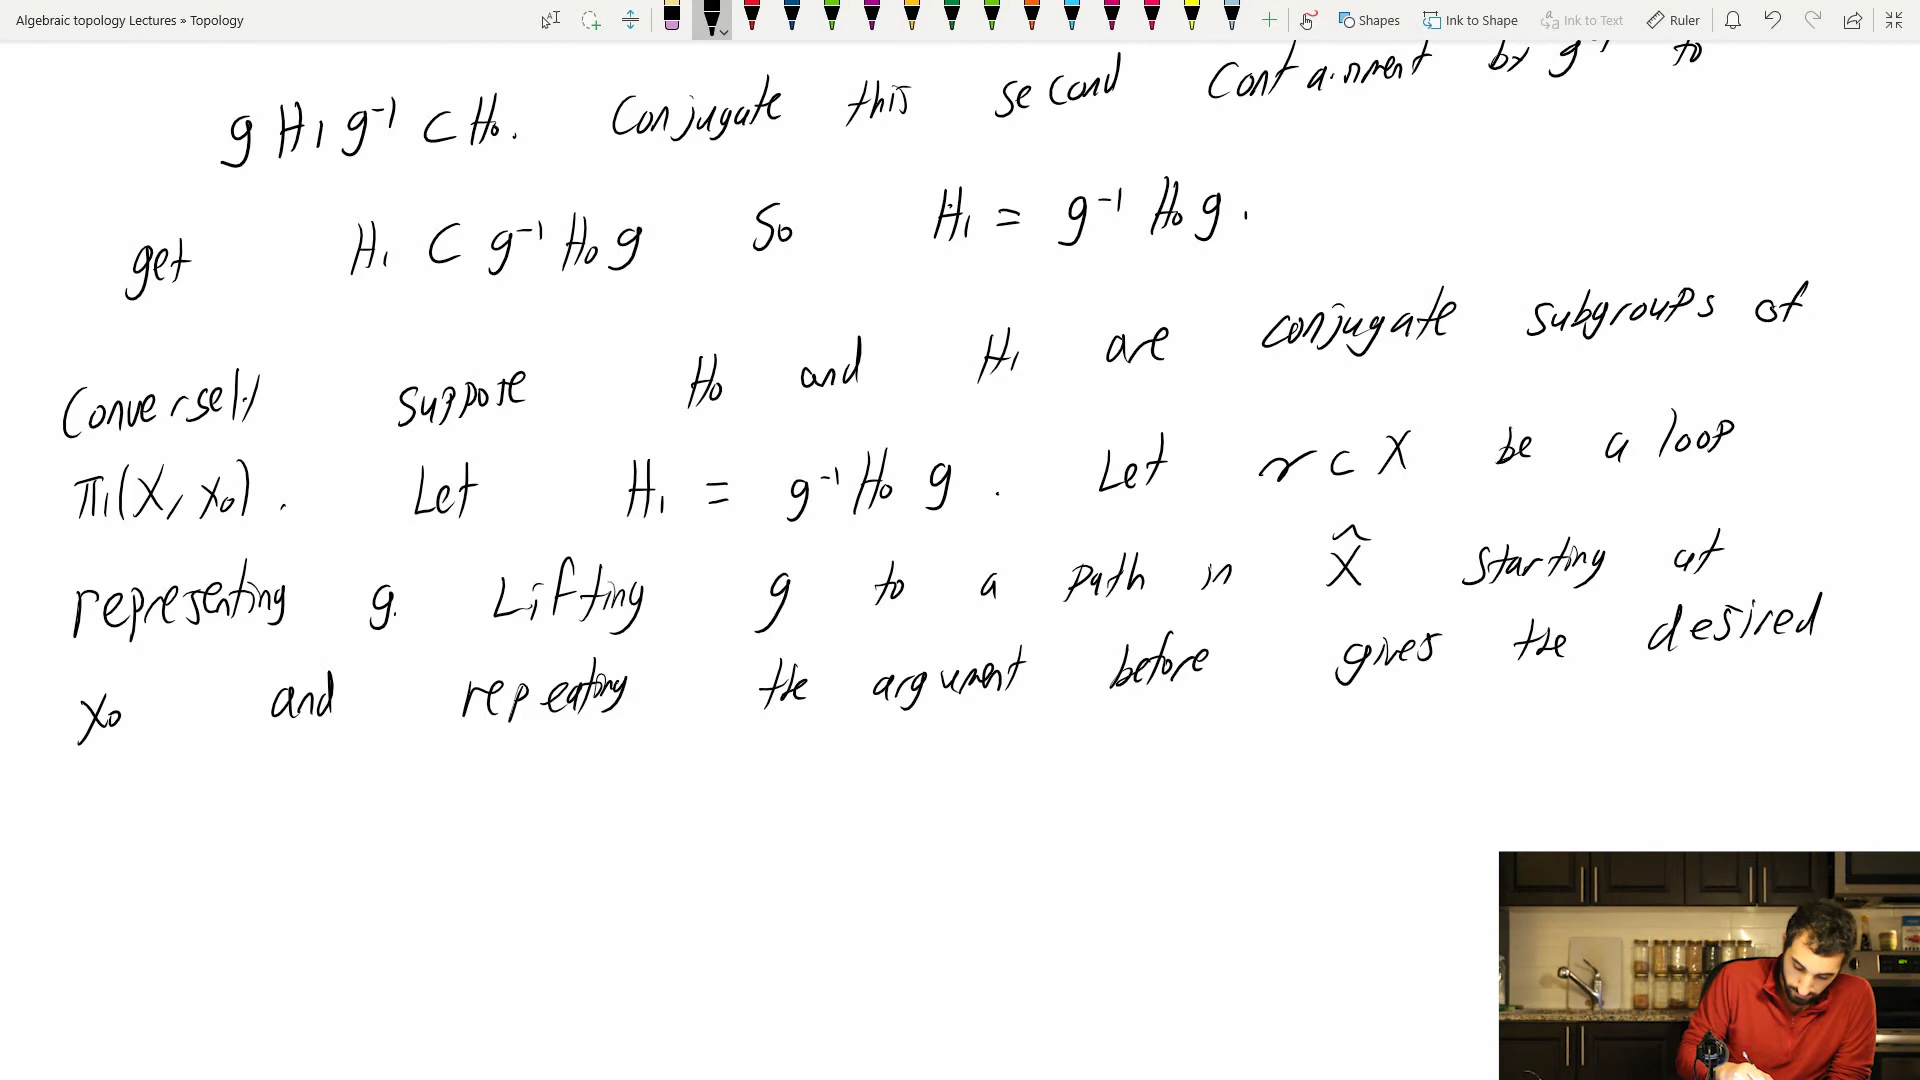 Algebraic topology Lectures » Topology
Shapes Ink to Shape Ink to Text Ruler
g H₁ g⁻¹ ⊂ H₀. Conjugate this second Containment by g⁻¹ to
get H₁ ⊂ g⁻¹ H₀ g So H₁ = g⁻¹ H₀ g.
Conversely suppose H₀ and H₁ are conjugate subgroups of
π₁(X, x₀). Let H₁ = g⁻¹ H₀ g. Let γ ⊂ X be a loop
representing g. Lifting g to a path in X̂ starting at
x₀ and repeating the argument before gives the desired